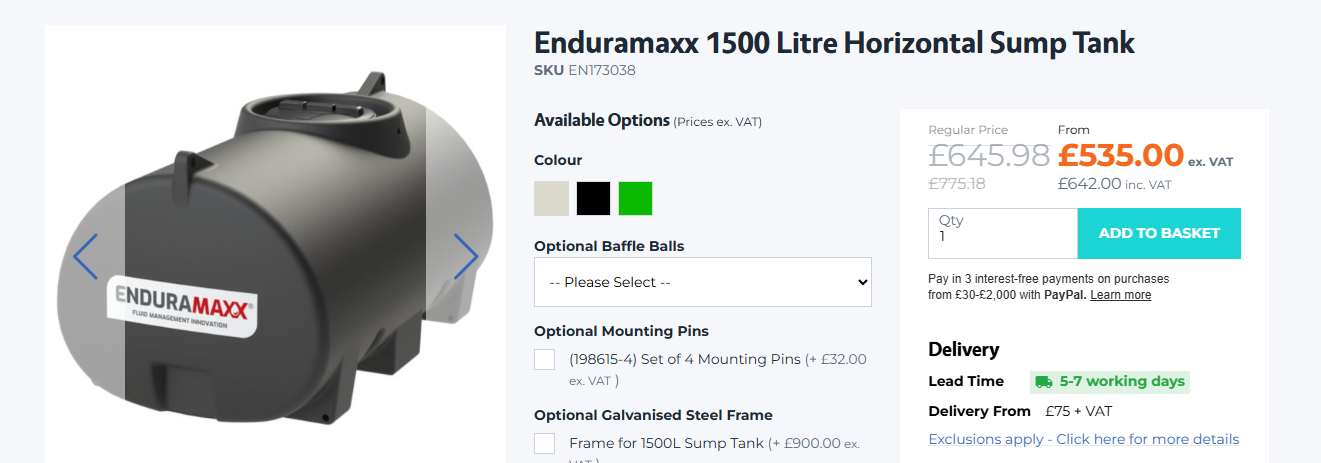 Enduramaxx 1500 Litre Horizontal Sump Tank
SKU EN173038
ENDURAMAXX®
FLUID MANAGEMENT INNOVATION
Available Options (Prices ex. VAT)
Colour
Optional Baffle Balls
-- Please Select --
Optional Mounting Pins
(198615-4) Set of 4 Mounting Pins (+ £32.00
ex. VAT )
Optional Galvanised Steel Frame
Frame for 1500L Sump Tank (+ £900.00 ex.
VAT )
Regular Price
£645.98
£775.18
From
£535.00 ex. VAT
£642.00 inc. VAT
Qty
1
ADD TO BASKET
Pay in 3 interest-free payments on purchases
from £30-£2,000 with PayPal. Learn more
Delivery
Lead Time 5-7 working days
Delivery From £75 + VAT
Exclusions apply - Click here for more details